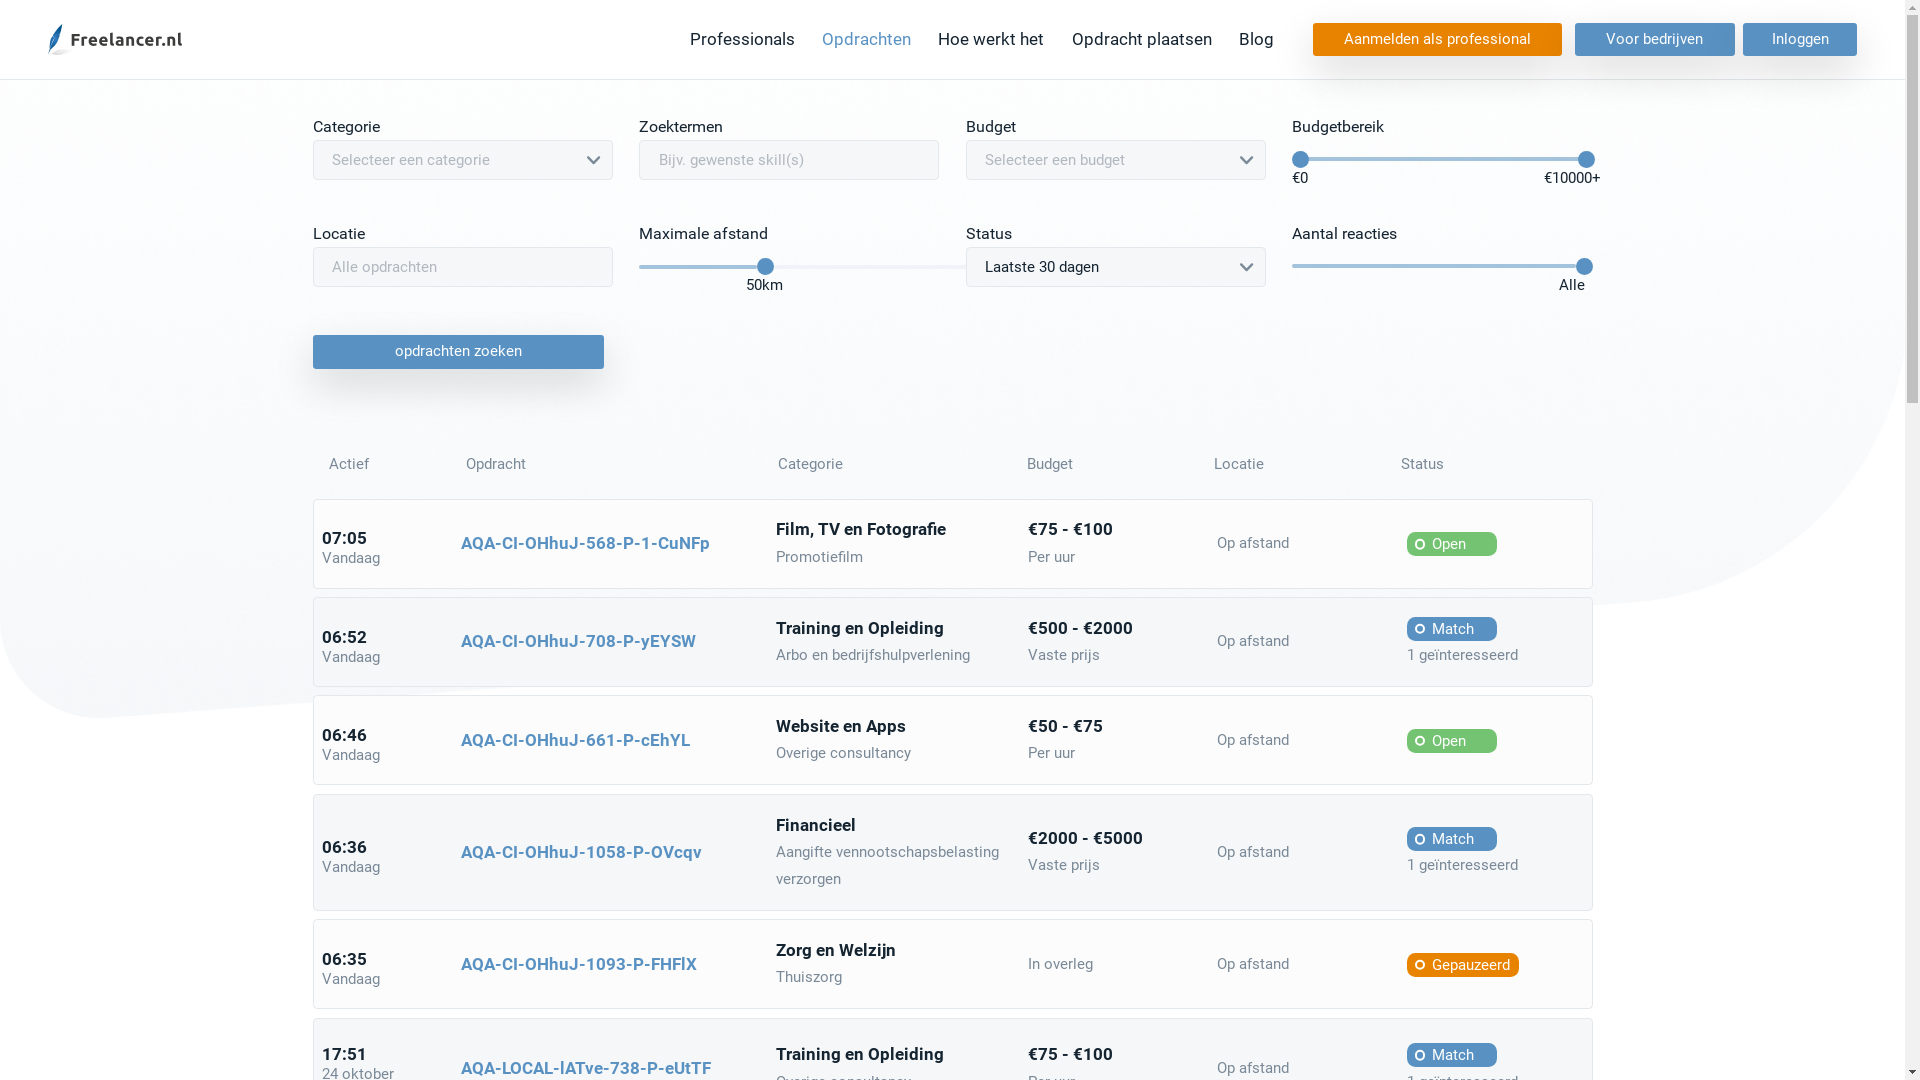 Freelancer.nl
Professionals
Opdrachten
Hoe werkt het
Opdracht plaatsen
Blog
Aanmelden als professional
Voor bedrijven
Inloggen
Categorie
Zoektermen
Budget
Budgetbereik
Selecteer een categorie
Bijv. gewenste skill(s)
Selecteer een budget
€0
€10000+
Locatie
Maximale afstand
Status
Aantal reacties
Alle opdrachten
50km
Laatste 30 dagen
Alle
opdrachten zoeken
Actief
Opdracht
Categorie
Budget
Locatie
Status
07:05
Vandaag
AQA-CI-OHhuJ-568-P-1-CuNFp
Film, TV en Fotografie
Promotiefilm
€75 - €100
Per uur
Op afstand
Open
06:52
Vandaag
AQA-CI-OHhuJ-708-P-yEYSW
Training en Opleiding
Arbo en bedrijfshulpverlening
€500 - €2000
Vaste prijs
Op afstand
Match
1 geïnteresseerd
06:46
Vandaag
AQA-CI-OHhuJ-661-P-cEhYL
Website en Apps
Overige consultancy
€50 - €75
Per uur
Op afstand
Open
06:36
Vandaag
AQA-CI-OHhuJ-1058-P-OVcqv
Financieel
Aangifte vennootschapsbelasting
verzorgen
€2000 - €5000
Vaste prijs
Op afstand
Match
1 geïnteresseerd
06:35
Vandaag
AQA-CI-OHhuJ-1093-P-FHFlX
Zorg en Welzijn
Thuiszorg
In overleg
Op afstand
Gepauzeerd
17:51
24 oktober
AQA-LOCAL-lATve-738-P-eUtTF
Training en Opleiding
Overige consultancy
€75 - €100
Per uur
Op afstand
Match
1 geïnteresseerd